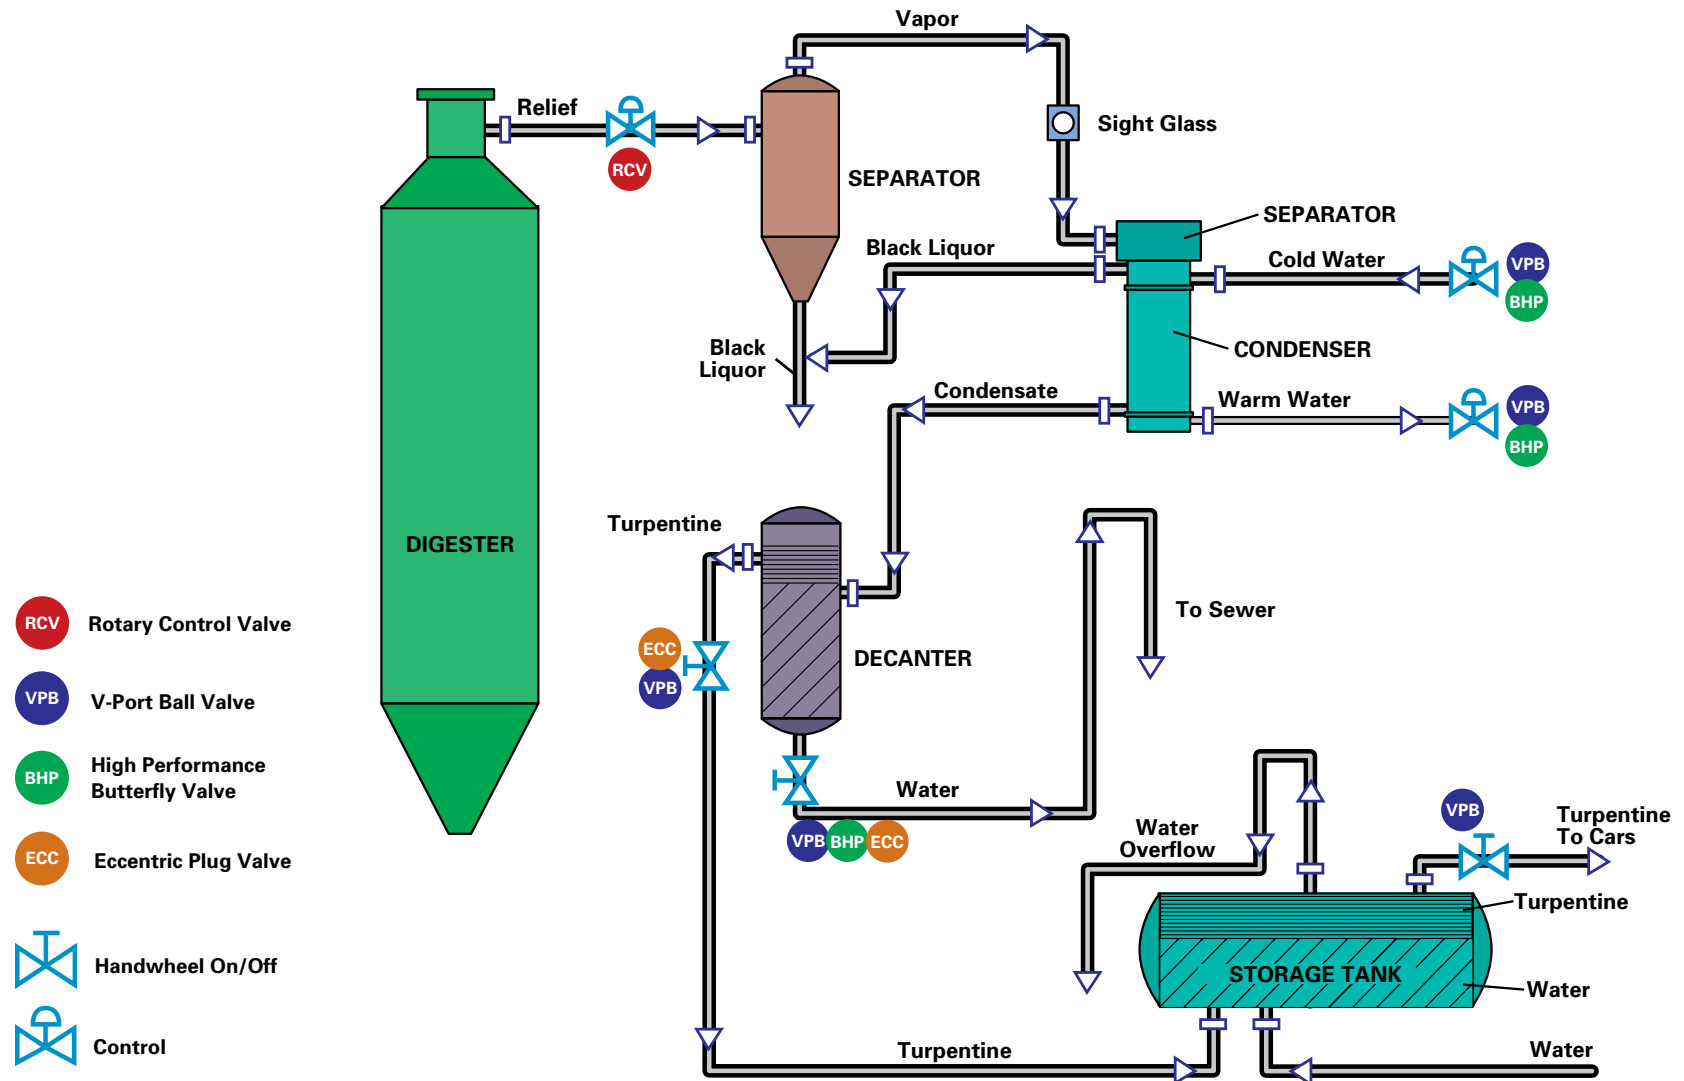 Vapor
Relief
RCV
Sight Glass
SEPARATOR
SEPARATOR
Black Liquor
Cold Water
VPB
BHP
Black
Liquor
CONDENSER
Condensate
Warm Water
VPB
BHP
Turpentine
DIGESTER
To Sewer
ECC
VPB
DECANTER
RCV
Rotary Control Valve
VPB
V-Port Ball Valve
BHP
High Performance
Butterfly Valve
ECC
Eccentric Plug Valve
Handwheel On/Off
Control
Water
VPB
BHP
ECC
Water
Overflow
VPB
Turpentine
To Cars
Turpentine
STORAGE TANK
Water
Turpentine
Water